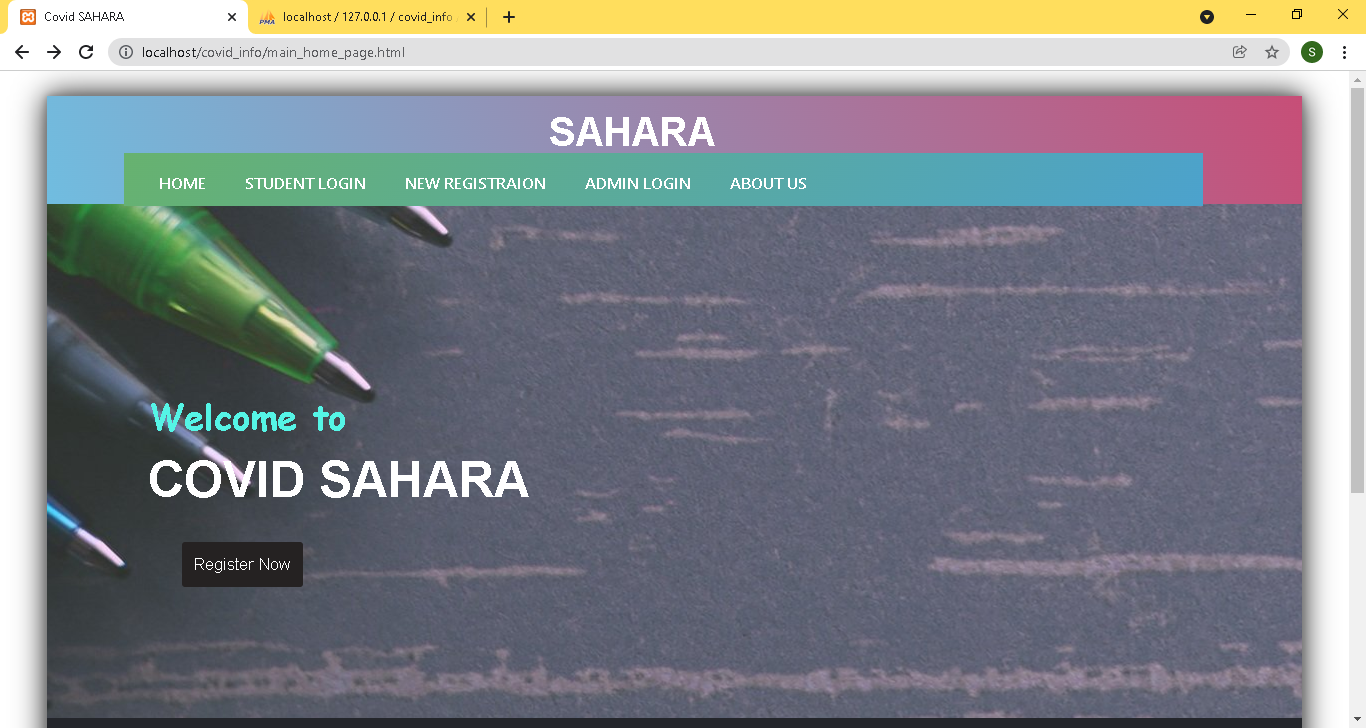 Covid SAHARA
localhost / 127.0.0.1 / covid_info
localhost/covid_info/main_home_page.html
S
SAHARA
HOME STUDENT LOGIN NEW REGISTRAION ADMIN LOGIN ABOUT US
Welcome to
COVID SAHARA
Register Now